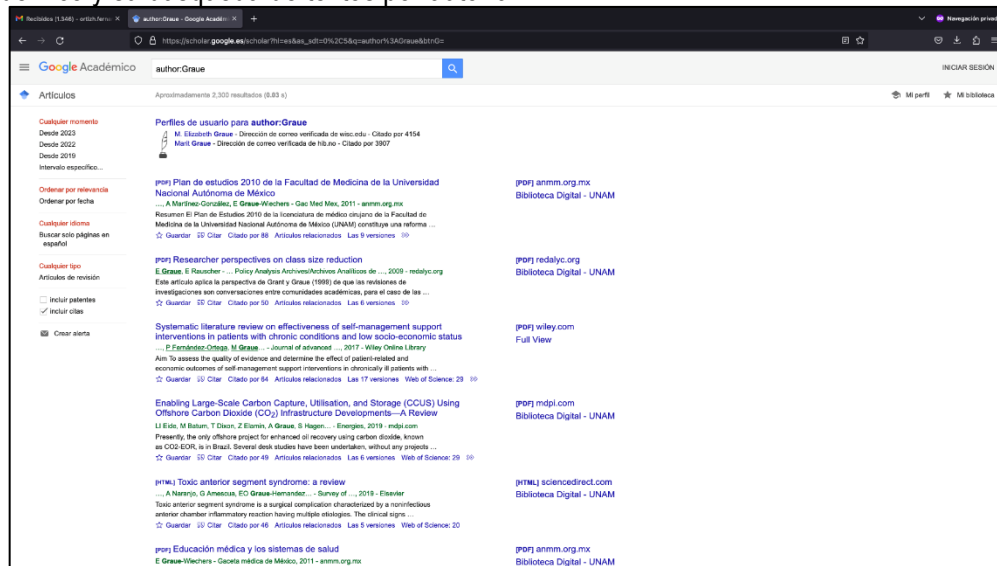 Recibidos (1.346) - ortizh.ferna
author:Graue - Google Académi
Navegación privad
https://scholar.google.es/scholar?hl=es&as_sdt=0%2C5&q=author%3AGraue&btnG=
Google Académico
author:Graue
INICIAR SESIÓN
Artículos
Aproximadamente 2,300 resultados (0.03 s)
Mi perfil
Mi biblioteca
Cualquier momento
Desde 2023
Desde 2022
Desde 2019
Intervalo específico...
Ordenar por relevancia
Ordenar por fecha
Cualquier idioma
Buscar solo páginas en
español
Cualquier tipo
Artículos de revisión
incluir patentes
incluir citas
Crear alerta
Perfiles de usuario para author:Graue
M. Elizabeth Graue - Dirección de correo verificada de wisc.edu - Citado por 4154
Marit Graue - Dirección de correo verificada de hib.no - Citado por 3907
[PDF] Plan de estudios 2010 de la Facultad de Medicina de la Universidad
Nacional Autónoma de México
..., A Martínez-González, E Graue-Wiechers - Gac Med Mex, 2011 - anmm.org.mx
Resumen El Plan de Estudios 2010 de la licenciatura de médico cirujano de la Facultad de
Medicina de la Universidad Nacional Autónoma de México (UNAM) constituye una reforma ...
Guardar Citar Citado por 88 Artículos relacionados Las 9 versiones
[PDF] anmm.org.mx
Biblioteca Digital - UNAM
[PDF] Researcher perspectives on class size reduction
E Graue, E Rauscher - ... Policy Analysis Archives/Archivos Analíticos de ..., 2009 - redalyc.org
Este artículo aplica la perspectiva de Grant y Graue (1999) de que las revisiones de
investigaciones son conversaciones entre comunidades académicas, para el caso de las ...
Guardar Citar Citado por 50 Artículos relacionados Las 6 versiones
[PDF] redalyc.org
Biblioteca Digital - UNAM
Systematic literature review on effectiveness of self-management support
interventions in patients with chronic conditions and low socio-economic status
..., P Fernández-Ortega, M Graue... - Journal of advanced ..., 2017 - Wiley Online Library
Aim To assess the quality of evidence and determine the effect of patient-related and
economic outcomes of self-management support interventions in chronically ill patients with ...
Guardar Citar Citado por 64 Artículos relacionados Las 17 versiones Web of Science: 29
[PDF] wiley.com
Full View
Enabling Large-Scale Carbon Capture, Utilisation, and Storage (CCUS) Using
Offshore Carbon Dioxide (CO2) Infrastructure Developments—A Review
LI Eide, M Batum, T Dixon, Z Elamin, A Graue, S Hagen... - Energies, 2019 - mdpi.com
Presently, the only offshore project for enhanced oil recovery using carbon dioxide, known
as CO2-EOR, is in Brazil. Several desk studies have been undertaken, without any projects ...
Guardar Citar Citado por 49 Artículos relacionados Las 6 versiones Web of Science: 29
[PDF] mdpi.com
Biblioteca Digital - UNAM
[HTML] Toxic anterior segment syndrome: a review
..., A Naranjo, G Amescua, EO Graue-Hernandez... - Survey of ..., 2019 - Elsevier
Toxic anterior segment syndrome is a surgical complication characterized by a noninfectious
anterior chamber inflammatory reaction having multiple etiologies. The clinical signs ...
Guardar Citar Citado por 46 Artículos relacionados Las 5 versiones Web of Science: 20
[HTML] sciencedirect.com
Biblioteca Digital - UNAM
[PDF] Educación médica y los sistemas de salud
E Graue-Wiechers - Gaceta médica de México, 2011 - anmm.org.mx
[PDF] anmm.org.mx
Biblioteca Digital - UNAM